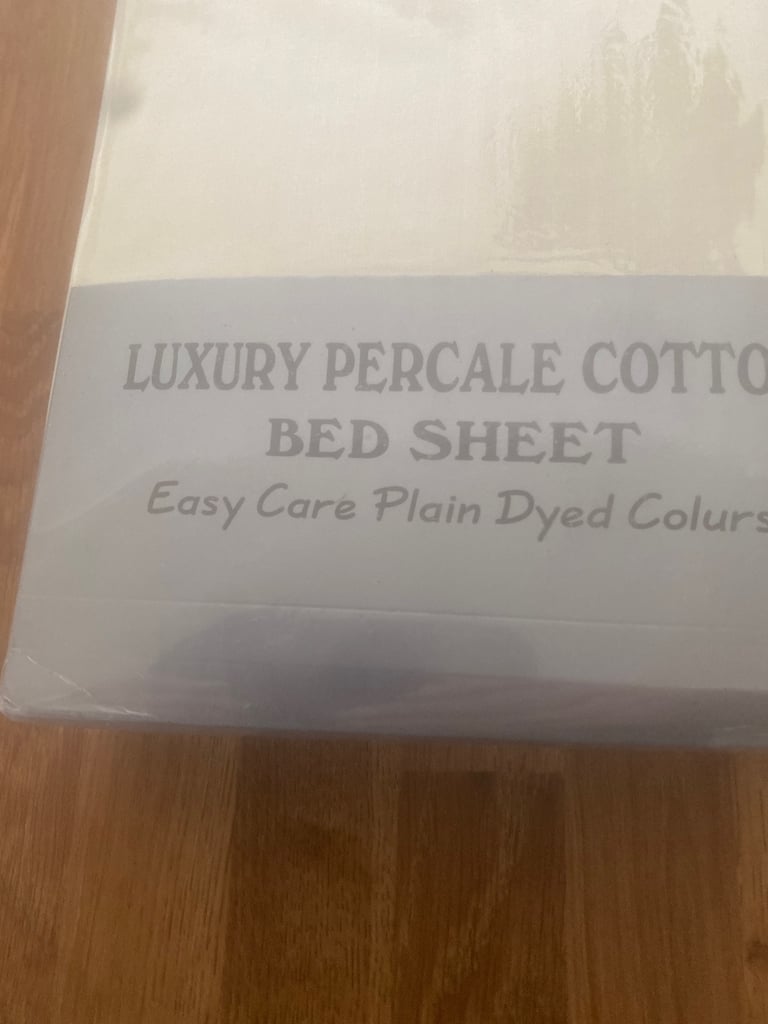 LUXURY PERCALE COTTO
BED SHEET
Easy Care Plain Dyed Colurs